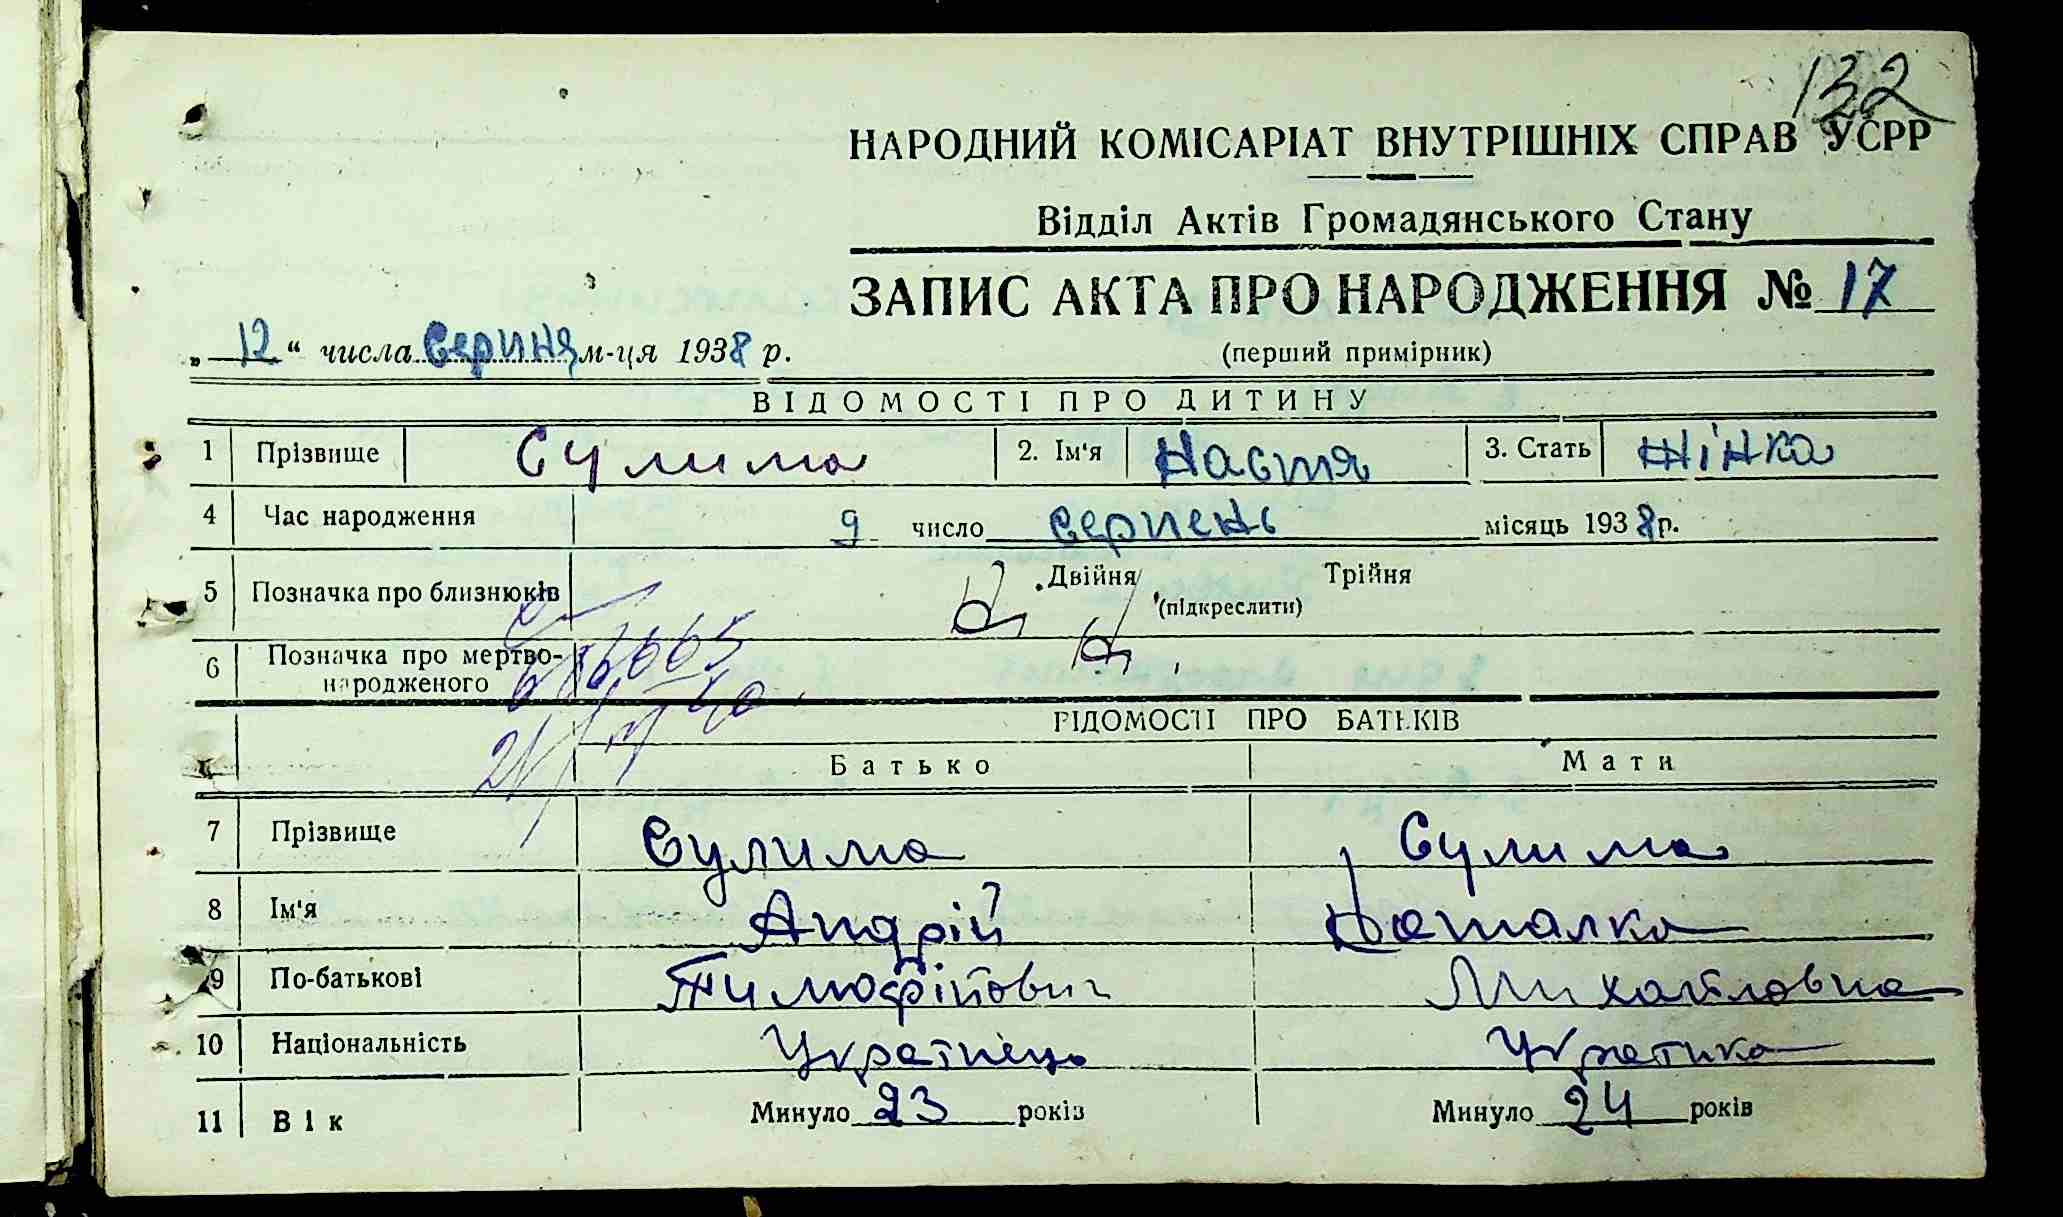 132
НАРОДНИЙ КОМІСАРІАТ ВНУТРІШНІХ СПРАВ УСРР
Відділ Актів Громадянського Стану
ЗАПИС АКТА ПРО НАРОДЖЕННЯ № 17
„ 12 “ числа Серпня м-ця 1938 р. (перший примірник)
ВІДОМОСТІ ПРО ДИТИНУ
1 Прізвище Сулима 2. Ім'я Настя 3. Стать жінка
4 Час народження 9 число серпень місяць 1938 р.
5 Позначка про близнюків Двійня Трійня
(підкреслити)
6 Позначка про мертво-
народженого
ВІДОМОСТІ ПРО БАТЬКІВ
Батько Мати
7 Прізвище Сулима Сулима
8 Ім'я Андрій Наталка
9 По-батькові Тимофійович Михайловна
10 Національність Українець Українка
11 Вік Минуло 23 років Минуло 24 років